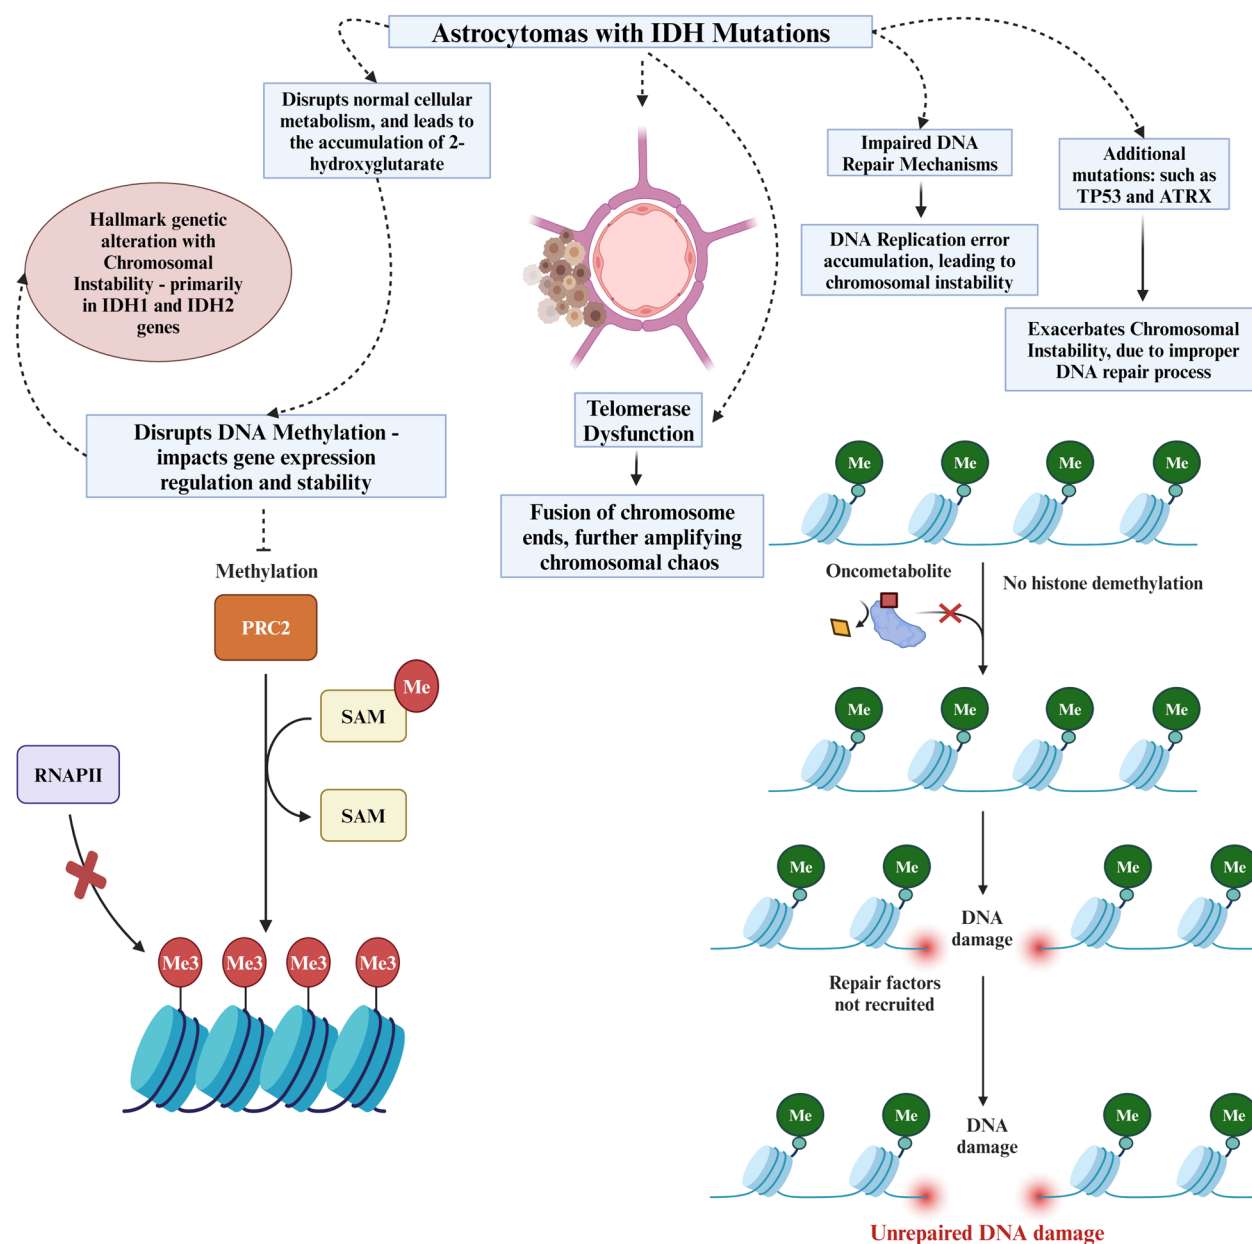 Astrocytomas with IDH Mutations
Disrupts normal cellular
metabolism, and leads to
the accumulation of 2-
hydroxyglutarate
Impaired DNA
Repair Mechanisms
Additional
mutations: such as
TP53 and ATRX
Hallmark genetic
alteration with
Chromosomal
Instability - primarily
in IDH1 and IDH2
genes
DNA Replication error
accumulation, leading to
chromosomal instability
Exacerbates Chromosomal
Instability, due to improper
DNA repair process
Disrupts DNA Methylation -
impacts gene expression
regulation and stability
Telomerase
Dysfunction
Fusion of chromosome
ends, further amplifying
chromosomal chaos
Methylation
PRC2
SAM
Me
SAM
RNAPII
Me3
Me3
Me3
Me3
Me
Me
Me
Me
Oncometabolite
No histone demethylation
Me
Me
Me
Me
Me
Me
Me
Me
DNA
damage
Repair factors
not recruited
Me
Me
Me
Me
DNA
damage
Unrepaired DNA damage